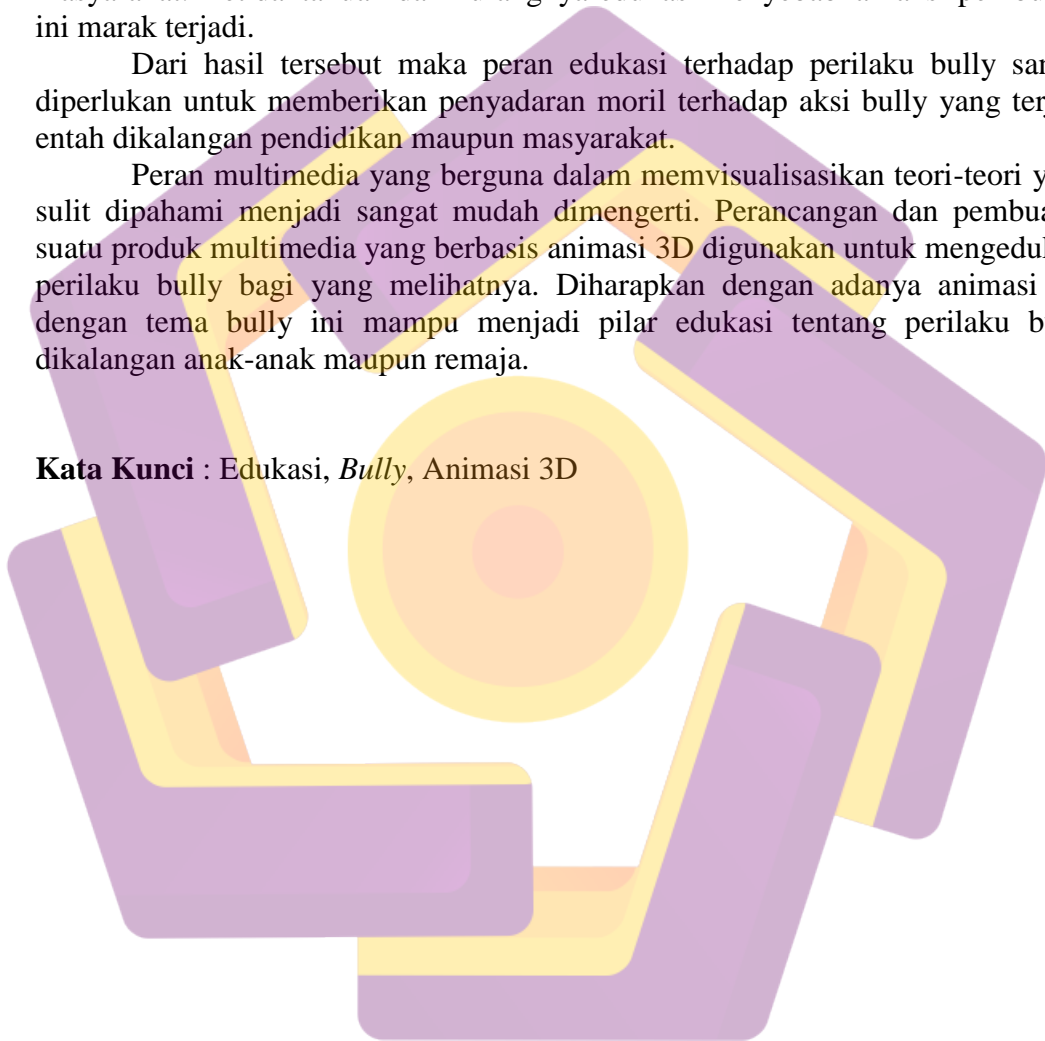 ini marak terjadi.
Dari hasil tersebut maka peran edukasi terhadap perilaku bully
diperlukan untuk memberikan penyadaran moril terhadap aksi bully yang
entah dikalangan pendidikan maupun masyarakat.
Peran multimedia yang berguna dalam memvisualisasikan teori-teori
sulit dipahami menjadi sangat mudah dimengerti. Perancangan dan
suatu produk multimedia yang berbasis animasi 3D digunakan untuk
perilaku bully bagi yang melihatnya. Diharapkan dengan adanya animasi
dengan tema bully ini mampu menjadi pilar edukasi tentang perilaku
dikalangan anak-anak maupun remaja.
Kata Kunci : Edukasi, Bully, Animasi 3D